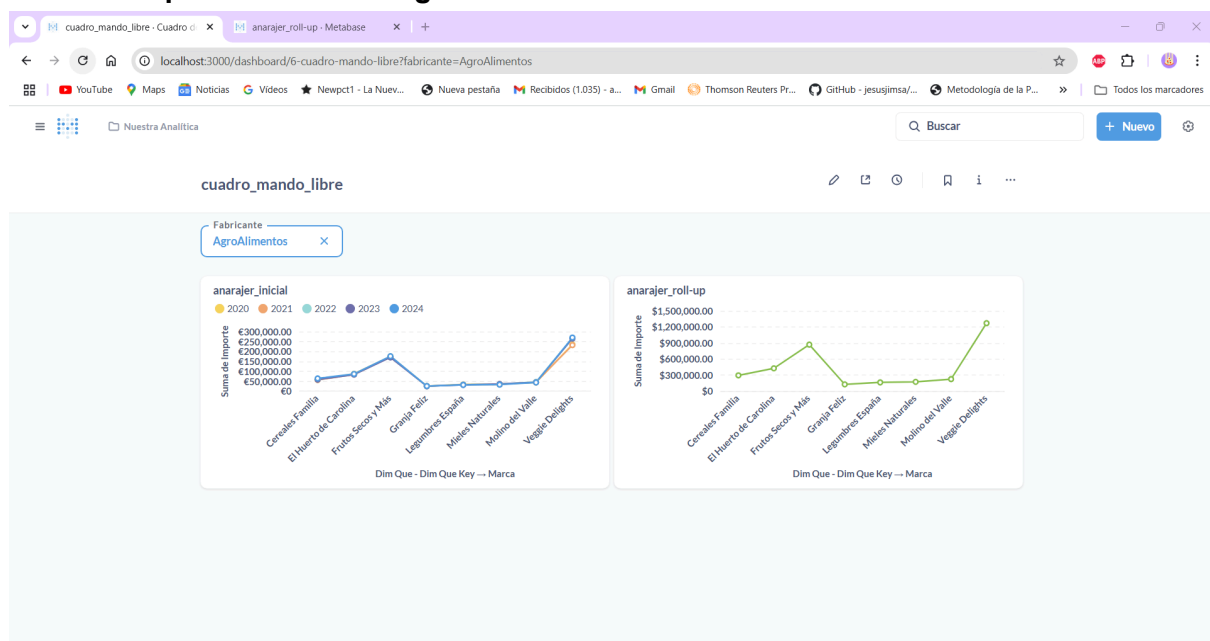 cuadro_mando_libre · Cuadro d
anarajer_roll-up · Metabase
localhost:3000/dashboard/6-cuadro-mando-libre?fabricante=AgroAlimentos
ABP
YouTube
Maps
Noticias
Vídeos
Newpct1 - La Nuev...
Nueva pestaña
Recibidos (1.035) - a...
Gmail
Thomson Reuters Pr...
GitHub - jesusjimsa/...
Metodología de la P...
»
Todos los marcadores
Nuestra Analítica
Buscar
+ Nuevo
cuadro_mando_libre
Fabricante
AgroAlimentos
anarajer_inicial
2020 2021 2022 2023 2024
Suma de Importe
€300,000.00
€250,000.00
€200,000.00
€150,000.00
€100,000.00
€50,000.00
€0
Cereales Familia
El Huerto de Carolina
Frutos Secos y Más
Granja Feliz
Legumbres España
Mieles Naturales
Molino del Valle
Veggie Delights
Dim Que - Dim Que Key → Marca
anarajer_roll-up
Suma de Importe
$1,500,000.00
$1,200,000.00
$900,000.00
$600,000.00
$300,000.00
$0
Cereales Familia
El Huerto de Carolina
Frutos Secos y Más
Granja Feliz
Legumbres España
Mieles Naturales
Molino del Valle
Veggie Delights
Dim Que - Dim Que Key → Marca